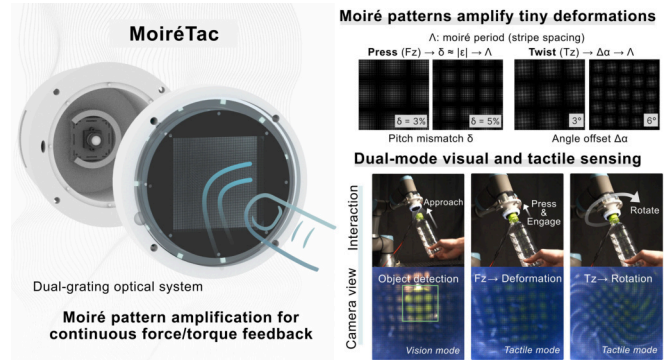 MoiréTac
Dual-grating optical system
Moiré pattern amplification for
continuous force/torque feedback
Moiré patterns amplify tiny deformations
Λ: moiré period (stripe spacing)
Press (Fz) → δ ≈ |ε| → Λ
Twist (Tz) → Δα → Λ
δ = 3%
δ = 5%
3°
6°
Pitch mismatch δ
Angle offset Δα
Dual-mode visual and tactile sensing
Interaction
Approach
Press
&
Engage
Rotate
Camera view
Object detection
Fz→ Deformation
Tz→ Rotation
Vision mode
Tactile mode
Tactile mode